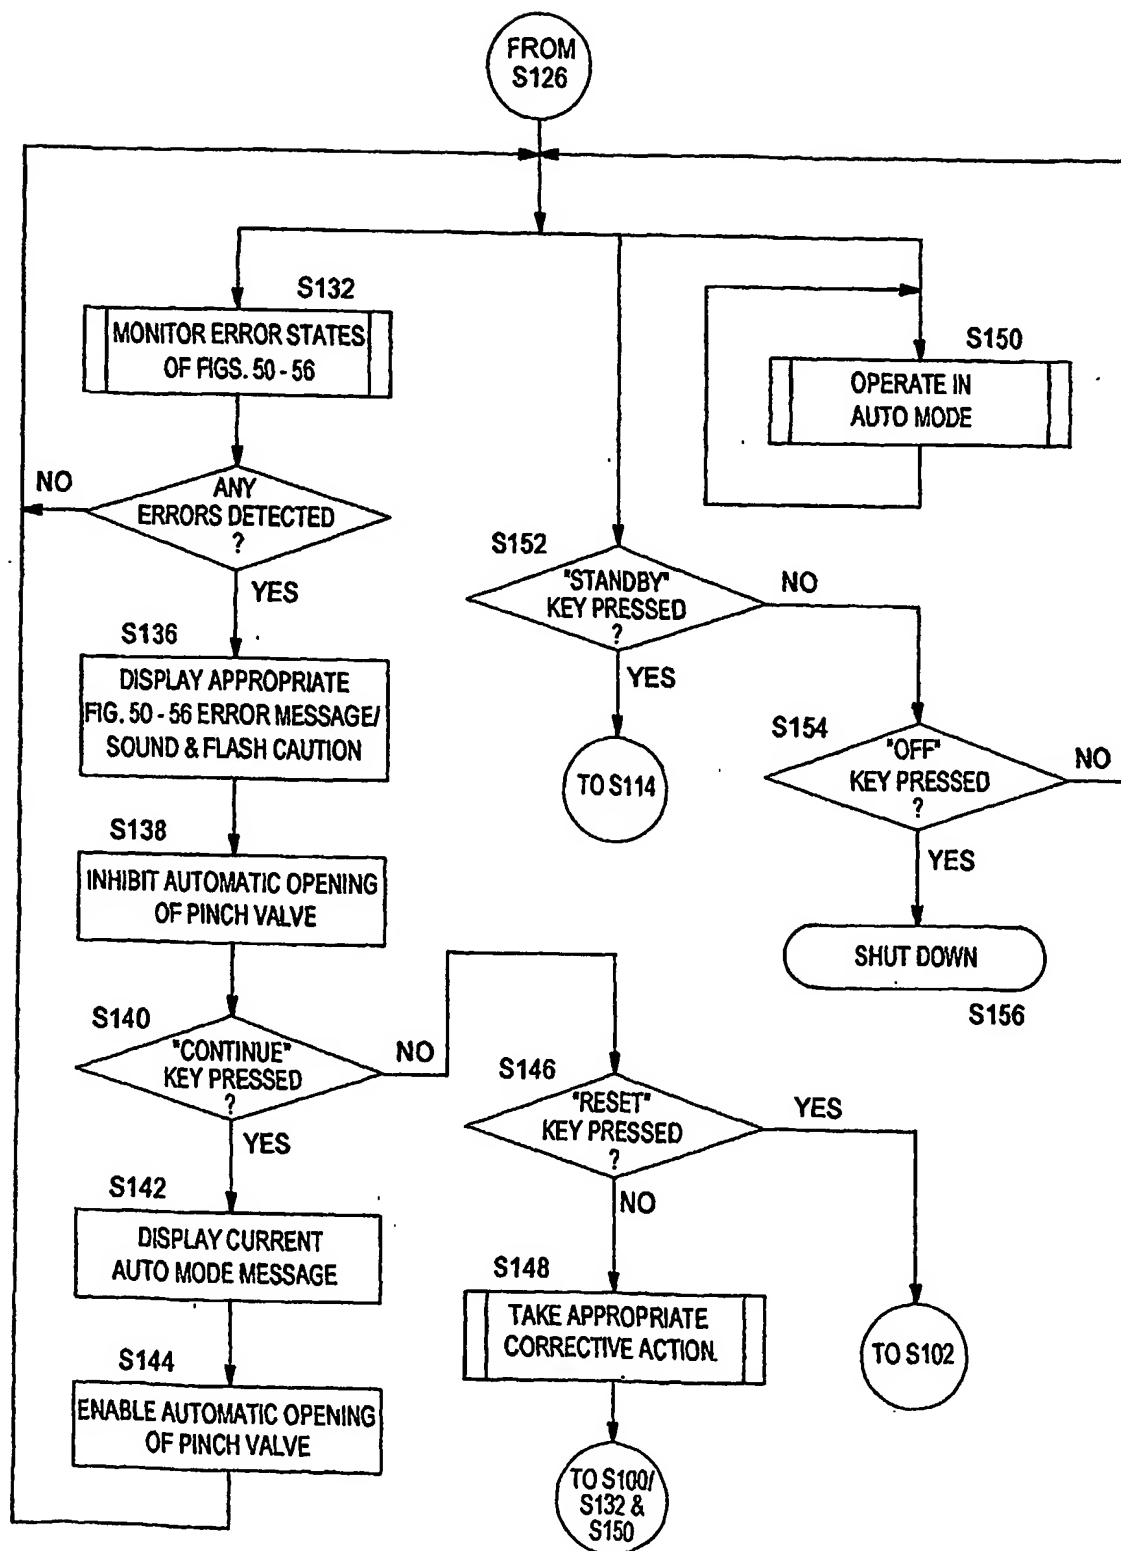 FROM
S126
S132
MONITOR ERROR STATES
OF FIGS. 50 - 56
S150
OPERATE IN
AUTO MODE
NO
ANY
ERRORS DETECTED
?
YES
S152
"STANDBY"
KEY PRESSED
?
NO
YES
S136
DISPLAY APPROPRIATE
FIG. 50 - 56 ERROR MESSAGE/
SOUND & FLASH CAUTION
TO S114
S154
"OFF"
KEY PRESSED
?
NO
YES
S138
INHIBIT AUTOMATIC OPENING
OF PINCH VALVE
SHUT DOWN
S156
S140
"CONTINUE"
KEY PRESSED
?
NO
YES
S146
"RESET"
KEY PRESSED
?
YES
NO
S142
DISPLAY CURRENT
AUTO MODE MESSAGE
S148
TAKE APPROPRIATE
CORRECTIVE ACTION.
TO S102
S144
ENABLE AUTOMATIC OPENING
OF PINCH VALVE
TO S100/
S132 &
S150